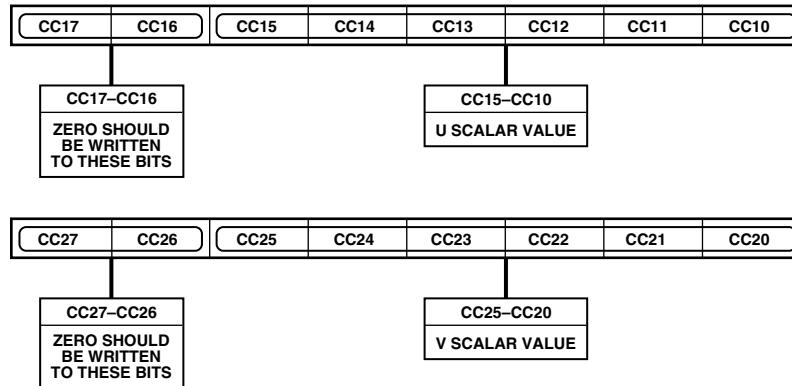 CC17 CC16 CC15 CC14 CC13 CC12 CC11 CC10
CC17–CC16 CC15–CC10
ZERO SHOULD U SCALAR VALUE
BE WRITTEN
TO THESE BITS
CC27 CC26 CC25 CC24 CC23 CC22 CC21 CC20
CC27–CC26 CC25–CC20
ZERO SHOULD V SCALAR VALUE
BE WRITTEN
TO THESE BITS